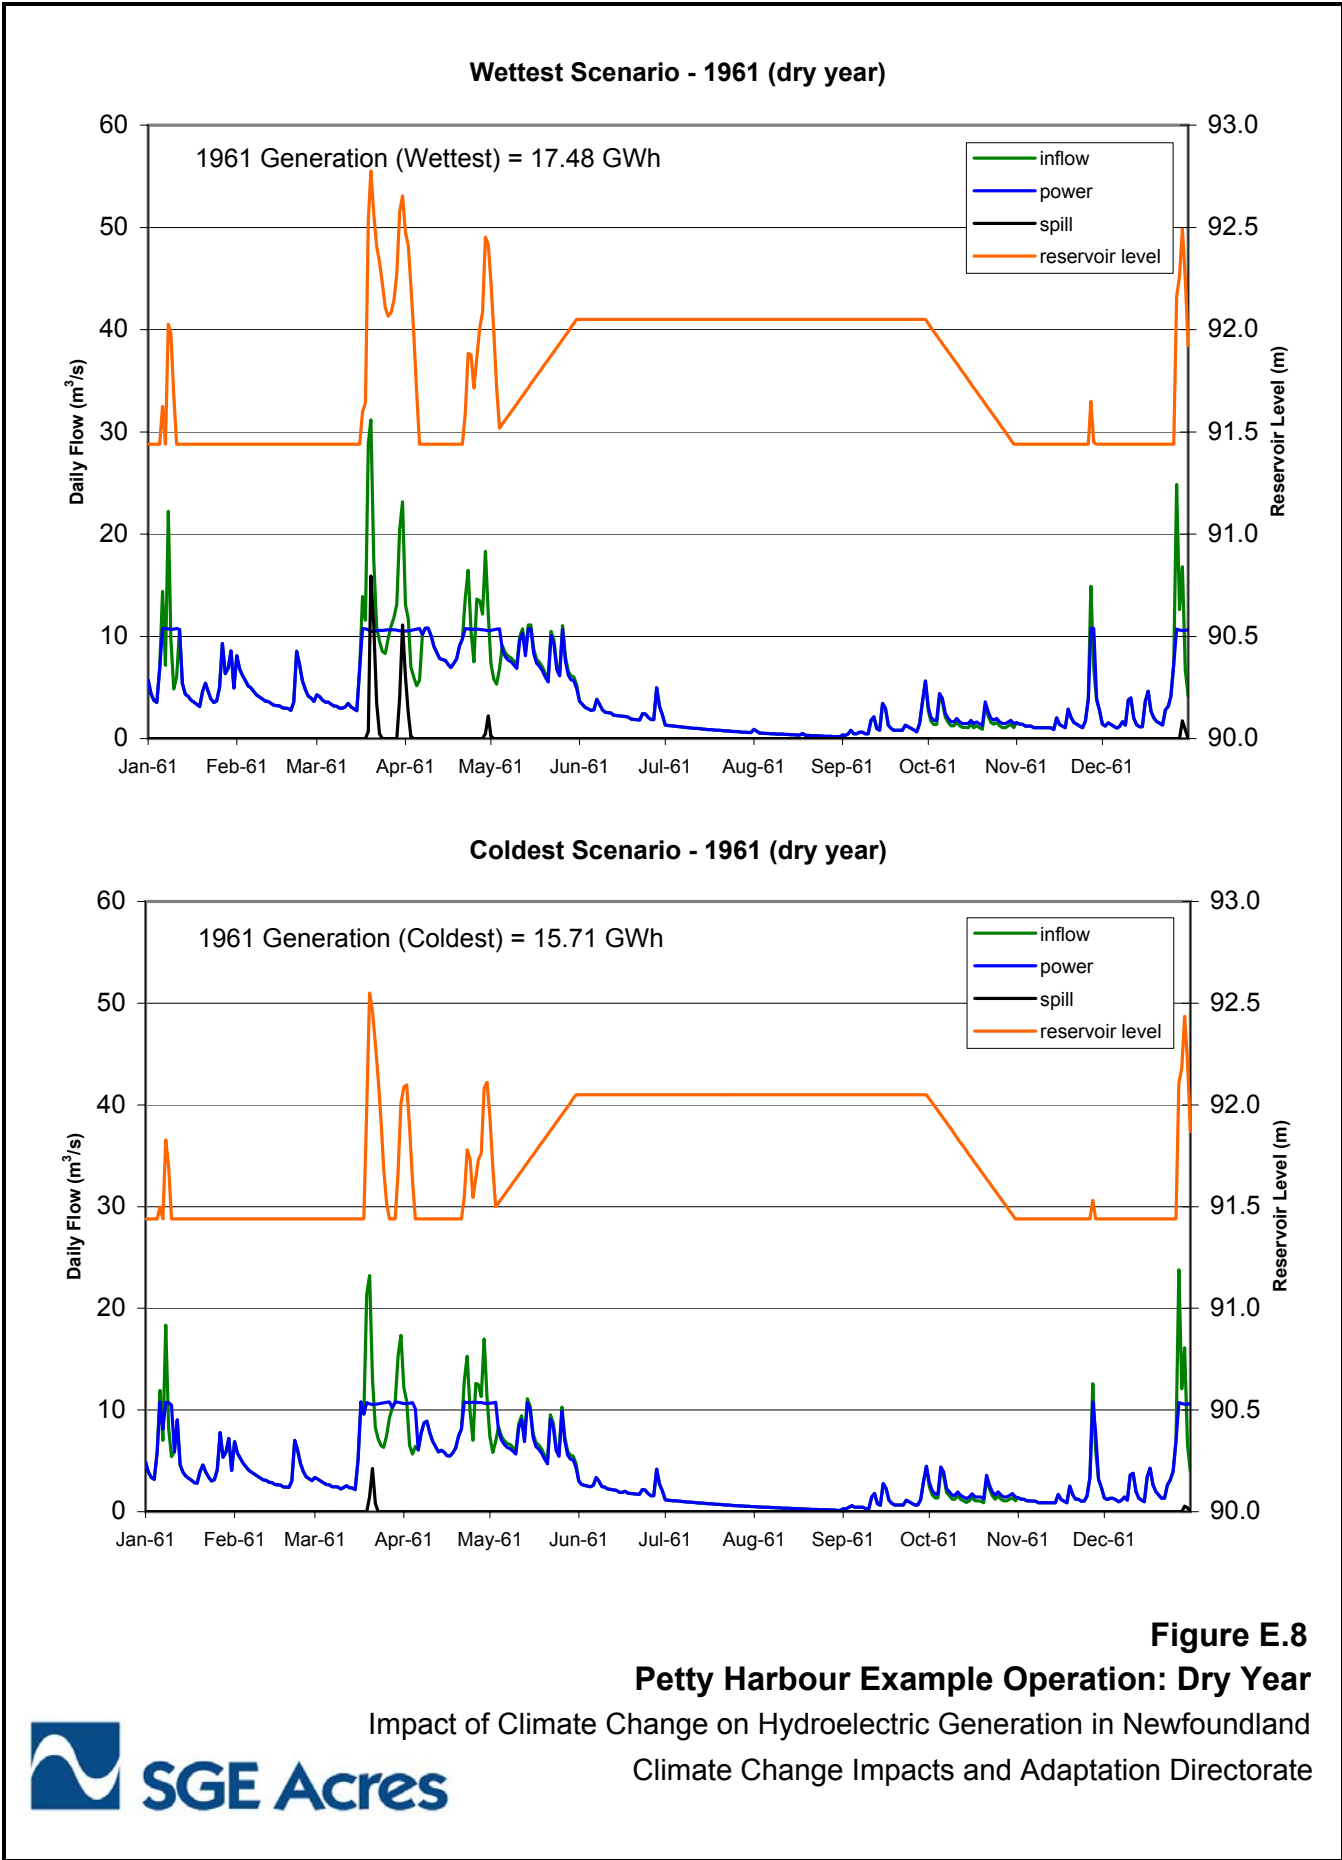 Wettest Scenario - 1961 (dry year)
60
93.0
1961 Generation (Wettest) = 17.48 GWh
inflow
power
spill
reservoir level
50
92.5
40
92.0
30
91.5
20
91.0
10
90.5
0
90.0
Daily Flow (m³/s)
Reservoir Level (m)
Jan-61 Feb-61 Mar-61 Apr-61 May-61 Jun-61 Jul-61 Aug-61 Sep-61 Oct-61 Nov-61 Dec-61
Coldest Scenario - 1961 (dry year)
60
93.0
1961 Generation (Coldest) = 15.71 GWh
inflow
power
spill
reservoir level
50
92.5
40
92.0
30
91.5
20
91.0
10
90.5
0
90.0
Daily Flow (m³/s)
Reservoir Level (m)
Jan-61 Feb-61 Mar-61 Apr-61 May-61 Jun-61 Jul-61 Aug-61 Sep-61 Oct-61 Nov-61 Dec-61
Figure E.8
Petty Harbour Example Operation: Dry Year
Impact of Climate Change on Hydroelectric Generation in Newfoundland
Climate Change Impacts and Adaptation Directorate
SGE Acres